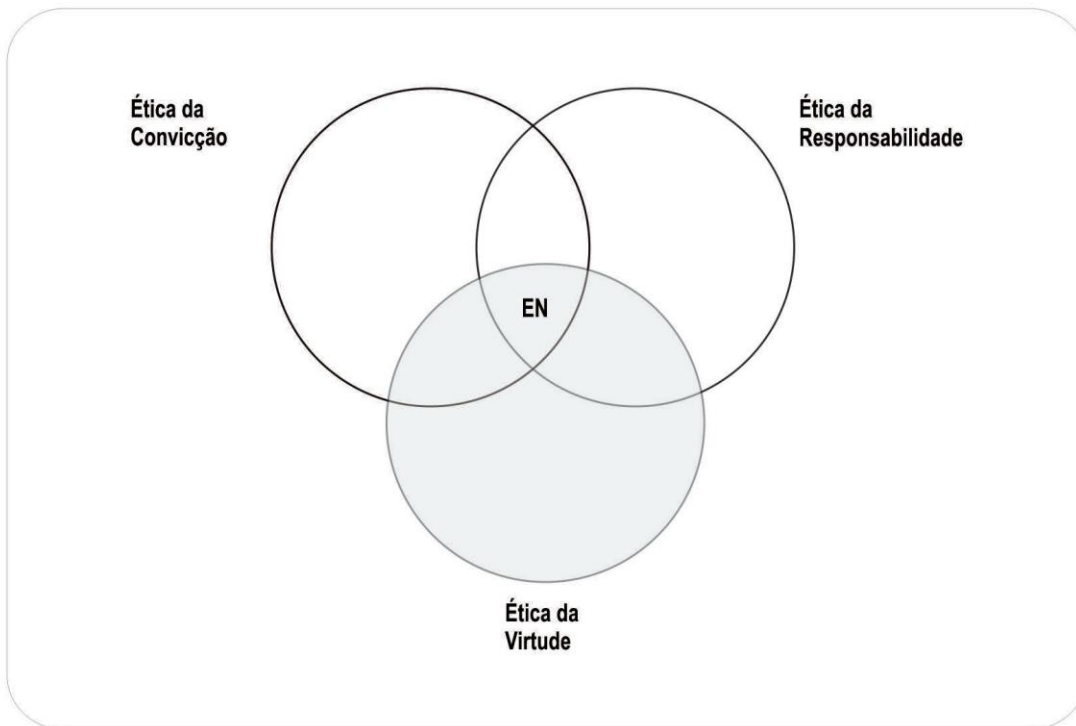 Ética da
Convicção
Ética da
Responsabilidade
EN
Ética da
Virtude